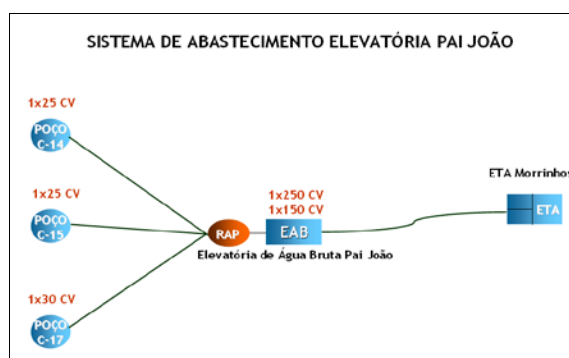 SISTEMA DE ABASTECIMENTO ELEVATÓRIA PAI JOÃO
1x25 CV
POÇO
C-14
1x25 CV
POÇO
C-15
1x30 CV
POÇO
C-17
RAP
1x250 CV
1x150 CV
EAB
Elevatória de Água Bruta Pai João
ETA Morrinhos
ETA